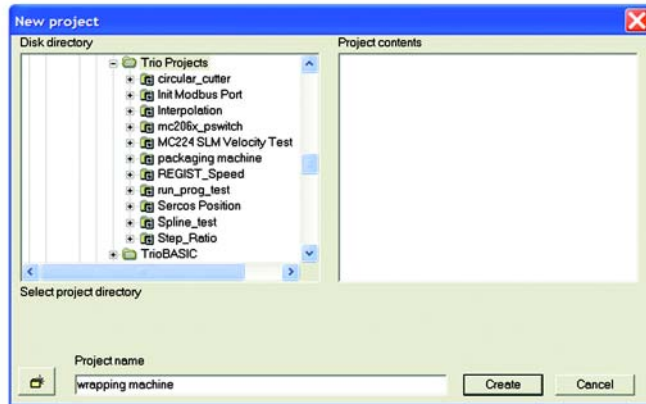 New project
Disk directory
Project contents
Trio Projects
circular_cutter
Init Modbus Port
Interpolation
mc206x_pswitch
MC224 SLM Velocity Test
packaging machine
REGIST_Speed
run_prog_test
Sercos Position
Spline_test
Step_Ratio
TrioBASIC
Select project directory
Project name
wrapping machine
Create
Cancel